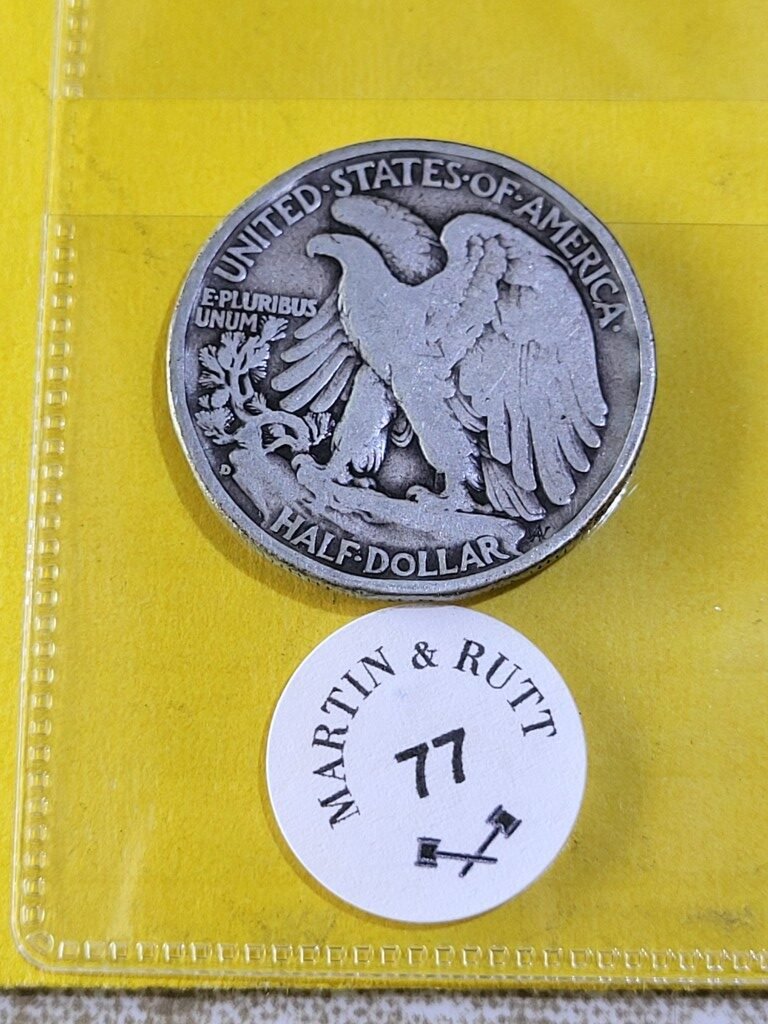 UNITED·STATES·OF·AMERICA·
E·PLURIBUS
UNUM
D
HALF·DOLLAR
MARTIN & RUTT
77